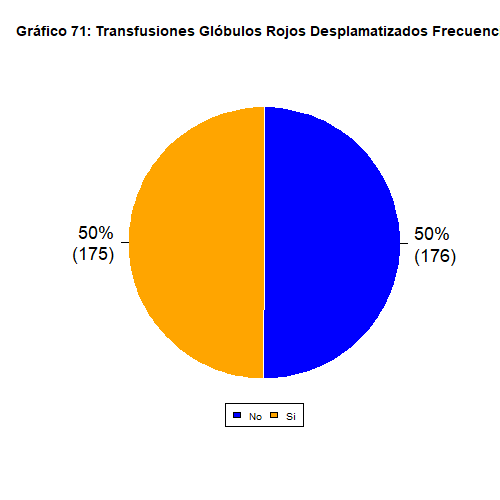 Gráfico 71: Transfusiones Glóbulos Rojos Desplamatizados Frecuenc
50%
(175)
50%
(176)
No
Si